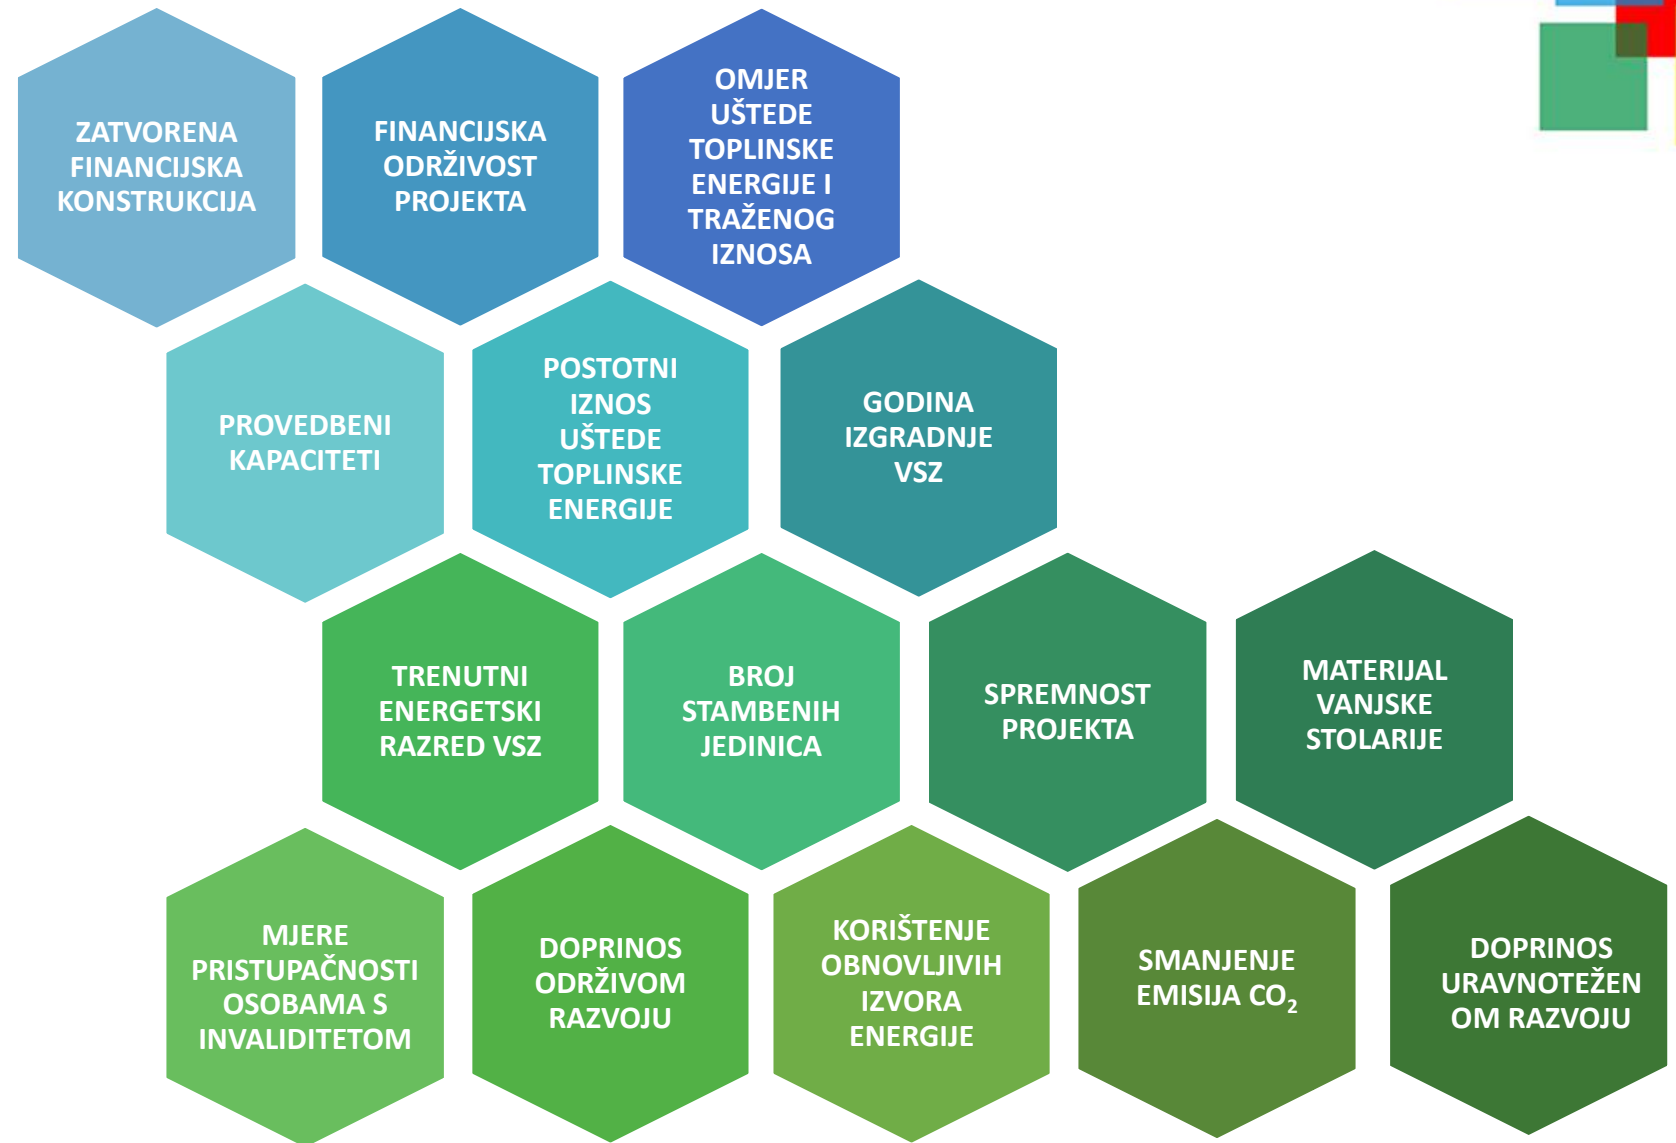 ZATVORENA
FINANCIJSKA
KONSTRUKCIJA
FINANCIJSKA
ODRŽIVOST
PROJEKTA
OMJER
UŠTEDE
TOPLINSKE
ENERGIJE I
TRAŽENOG
IZNOSA
PROVEDBENI
KAPACITETI
POSTOTNI
IZNOS
UŠTEDE
TOPLINSKE
ENERGIJE
GODINA
IZGRADNJE
VSZ
TRENUTNI
ENERGETSKI
RAZRED VSZ
BROJ
STAMBENIH
JEDINICA
SPREMNOST
PROJEKTA
MATERIJAL
VANJSKE
STOLARIJE
MJERE
PRISTUPAČNOSTI
OSOBAMA S
INVALIDITETOM
DOPRINOS
ODRŽIVOM
RAZVOJU
KORIŠTENJE
OBNOVLJIVIH
IZVORA
ENERGIJE
SMANJENJE
EMISIJA CO₂
DOPRINOS
URAVNOTEŽEN
OM RAZVOJU